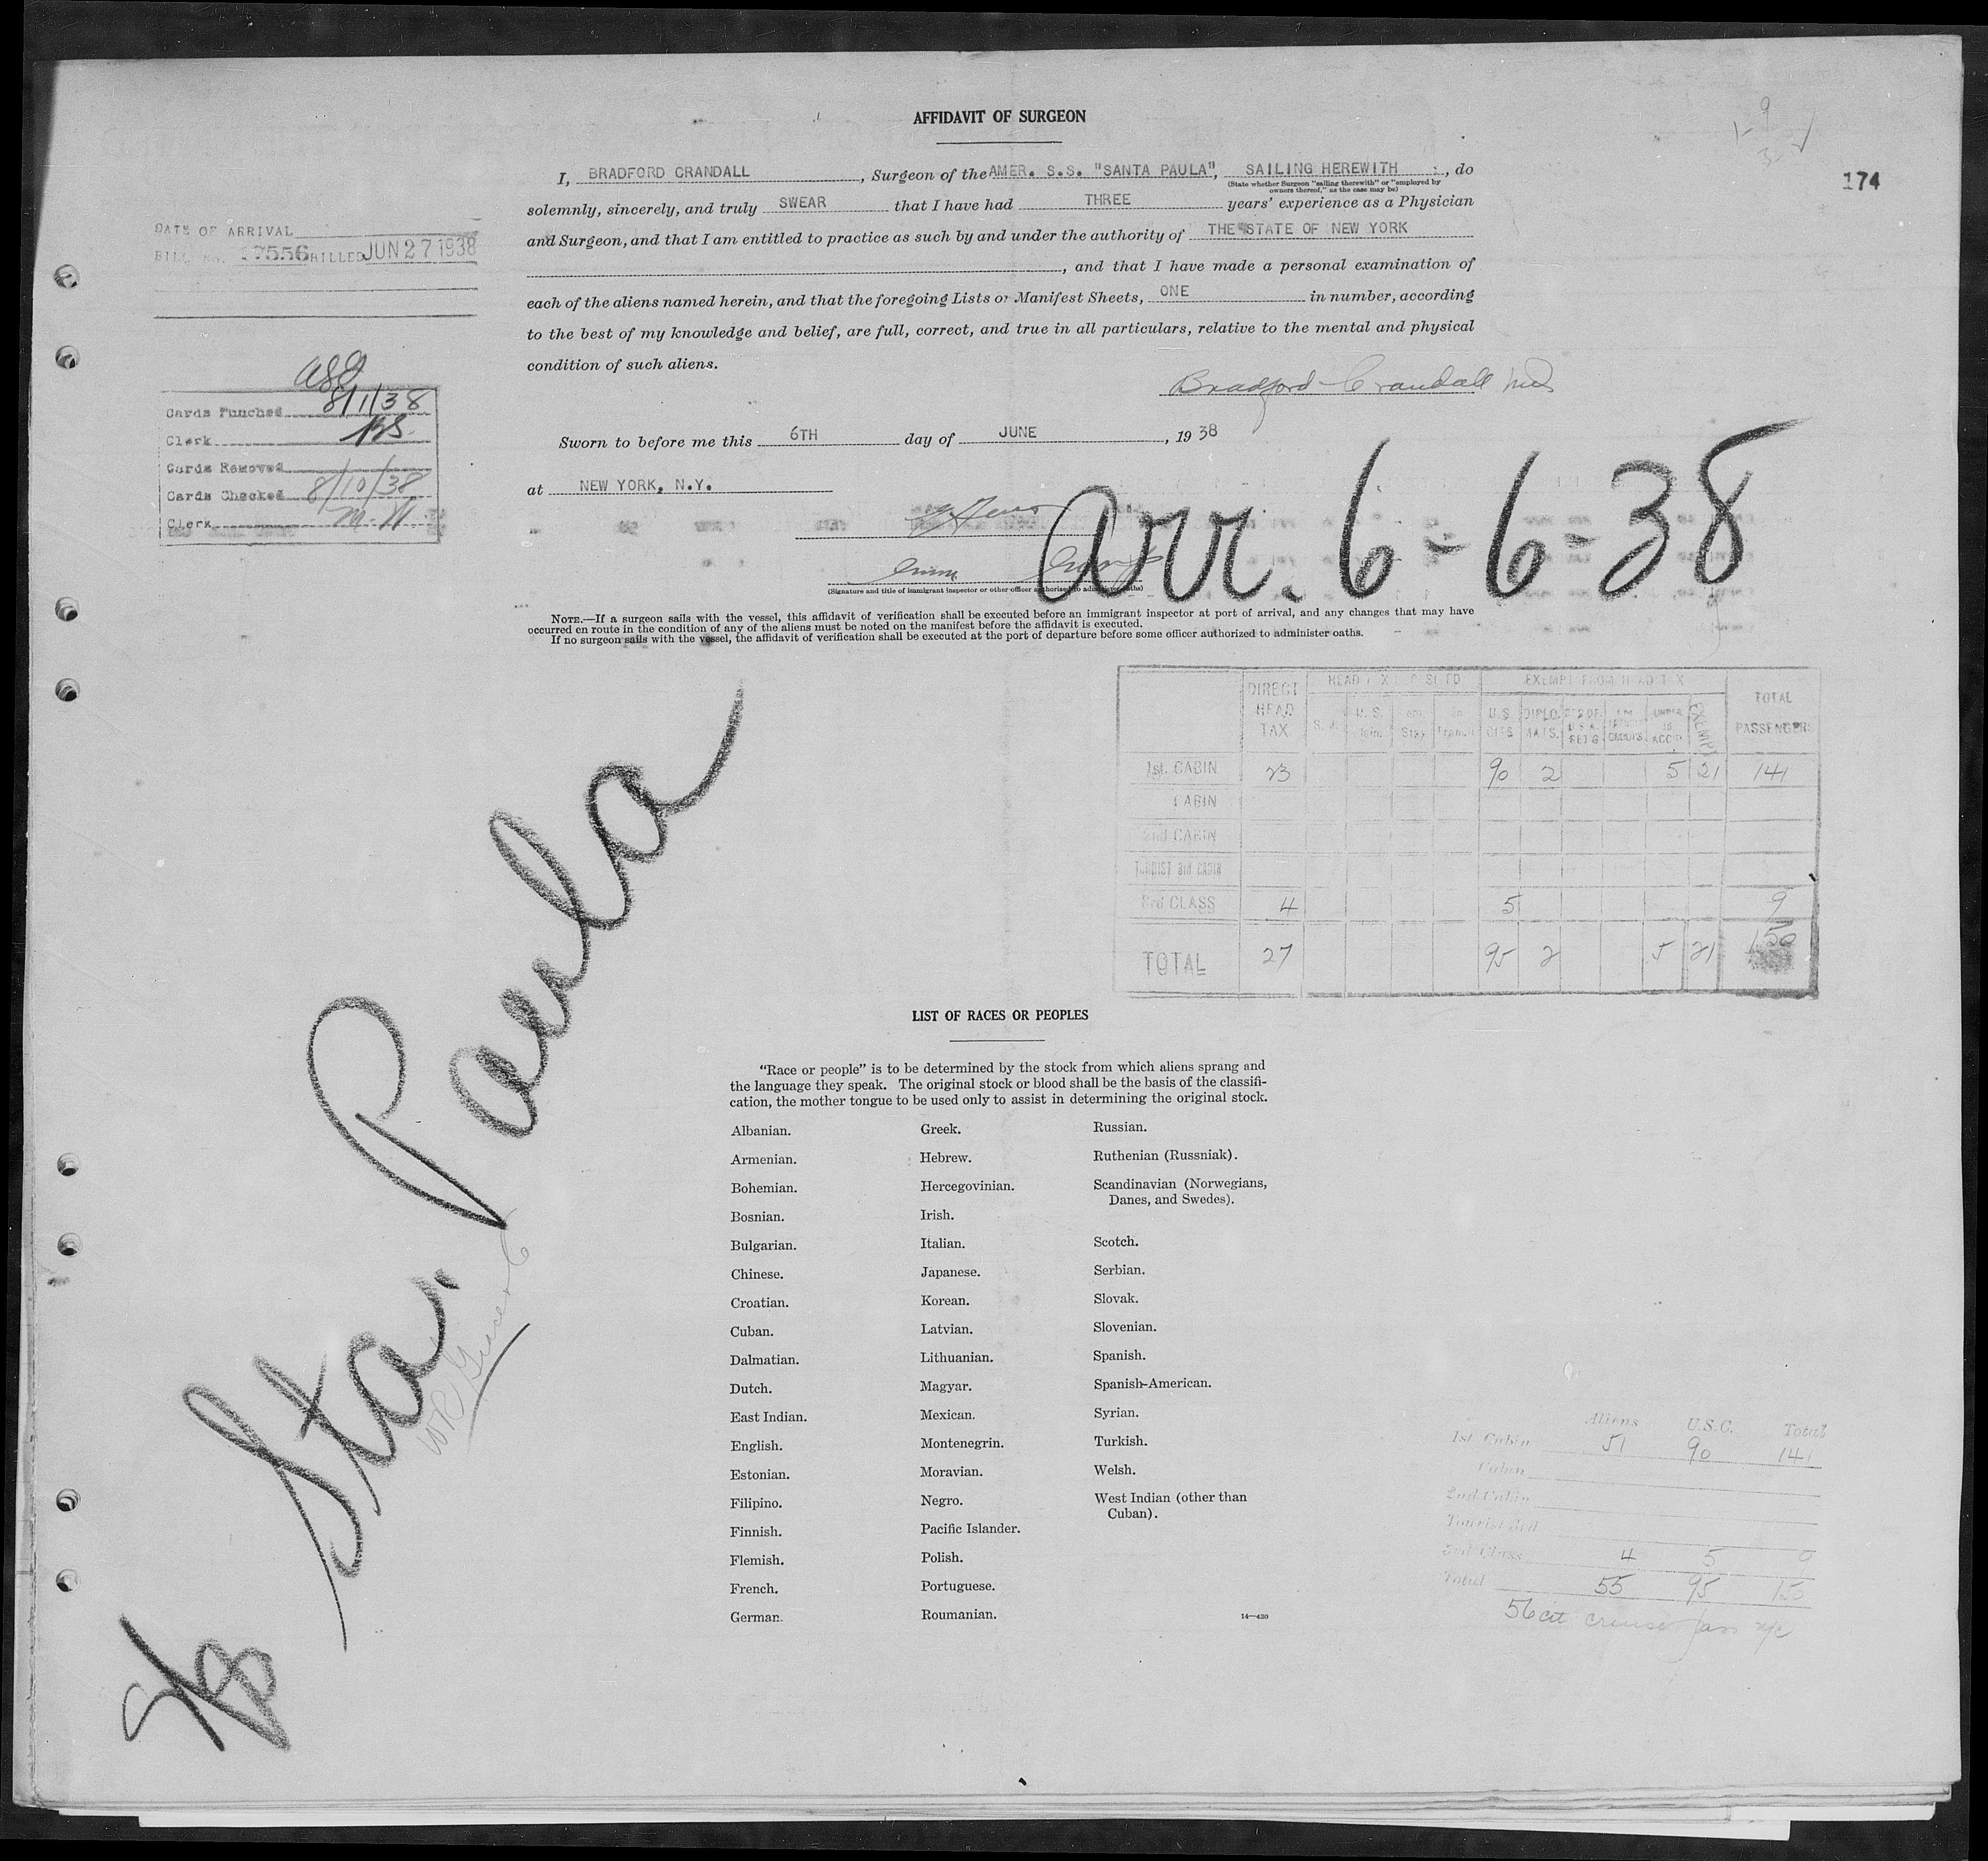 AFFIDAVIT OF SURGEON
174
I, BRADFORD CRANDALL, Surgeon of the AMER. S.S. "SANTA PAULA", SAILING HEREWITH, do
(State whether Surgeon "sailing therewith" or "employed by
owners thereof," as the case may be)
solemnly, sincerely, and truly SWEAR that I have had THREE years' experience as a Physician
and Surgeon, and that I am entitled to practice as such by and under the authority of THE STATE OF NEW YORK
, and that I have made a personal examination of
each of the aliens named herein, and that the foregoing Lists or Manifest Sheets, ONE in number, according
to the best of my knowledge and belief, are full, correct, and true in all particulars, relative to the mental and physical
condition of such aliens.
Bradford Crandall MD
Sworn to before me this 6TH day of JUNE, 19 38
at NEW YORK, N.Y.
(Signature and title of immigrant inspector or other officer authorized to administer oaths)
Arr. 6-6-38
DATE OF ARRIVAL
BILL NO. 17556 BILLED JUN 27 1938
Cards Punched 8/1/38
Clerk
Cards Removed
Cards Checked 8/10/38
Clerk M.W
NOTE.—If a surgeon sails with the vessel, this affidavit of verification shall be executed before an immigrant inspector at port of arrival, and any changes that may have
occurred en route in the condition of any of the aliens must be noted on the manifest before the affidavit is executed.
If no surgeon sails with the vessel, the affidavit of verification shall be executed at the port of departure before some officer authorized to administer oaths.
DIRECT HEAD TAX
EXEMPT FROM HEAD TAX
TOTAL PASSENGERS
1st. CABIN 23 90 2 5 21 141
CABIN
2nd CABIN
TOURIST 3rd CABIN
3rd CLASS 4 5 9
TOTAL 27 95 2 5 21 150
Sta. Paula
WR Grace & Co
LIST OF RACES OR PEOPLES
"Race or people" is to be determined by the stock from which aliens sprang and
the language they speak. The original stock or blood shall be the basis of the classifi-
cation, the mother tongue to be used only to assist in determining the original stock.
Albanian.
Armenian.
Bohemian.
Bosnian.
Bulgarian.
Chinese.
Croatian.
Cuban.
Dalmatian.
Dutch.
East Indian.
English.
Estonian.
Filipino.
Finnish.
Flemish.
French.
German.
Greek.
Hebrew.
Hercegovinian.
Irish.
Italian.
Japanese.
Korean.
Latvian.
Lithuanian.
Magyar.
Mexican.
Montenegrin.
Moravian.
Negro.
Pacific Islander.
Polish.
Portuguese.
Roumanian.
Russian.
Ruthenian (Russniak).
Scandinavian (Norwegians,
Danes, and Swedes).
Scotch.
Serbian.
Slovak.
Slovenian.
Spanish.
Spanish-American.
Syrian.
Turkish.
Welsh.
West Indian (other than
Cuban).
14—430
Aliens U.S.C. Total
1st Cabin 51 90 141
Cabin
2nd Cabin
Tourist 3rd
3rd Class 4 5 9
Total 55 95 150
56 cit cruise pass